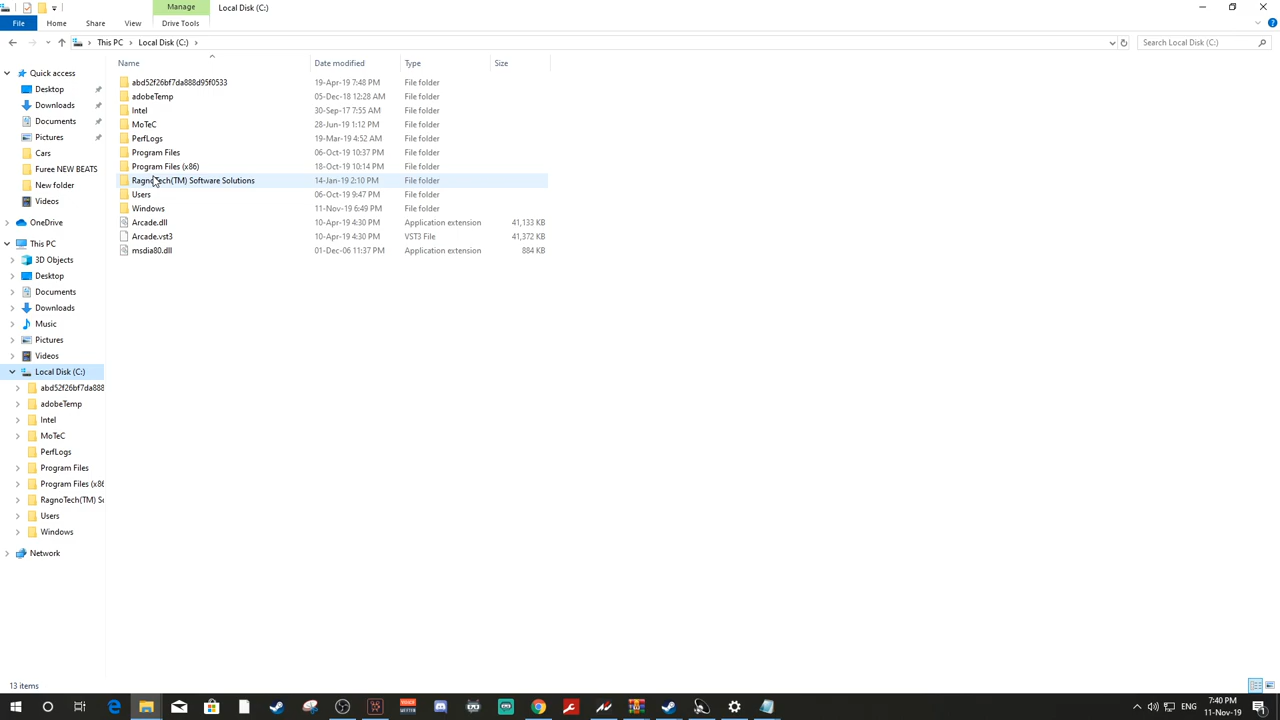 Manage
Local Disk (C:)
File
Home
Share
View
Drive Tools
This PC
Local Disk (C:)
Search Local Disk (C:)
Name
Date modified
Type
Size
abd52f26bf7da888d95f0533 19-Apr-19 7:48 PM File folder
adobeTemp 05-Dec-18 12:28 AM File folder
Intel 30-Sep-17 7:55 AM File folder
MoTeC 28-Jun-19 1:12 PM File folder
PerfLogs 19-Mar-19 4:52 AM File folder
Program Files 06-Oct-19 10:37 PM File folder
Program Files (x86) 18-Oct-19 10:14 PM File folder
RagnoTech(TM) Software Solutions 14-Jan-19 2:10 PM File folder
Users 06-Oct-19 9:47 PM File folder
Windows 11-Nov-19 6:49 PM File folder
Arcade.dll 10-Apr-19 4:30 PM Application extension 41,133 KB
Arcade.vst3 10-Apr-19 4:30 PM VST3 File 41,372 KB
msdia80.dll 01-Dec-06 11:37 PM Application extension 884 KB
Quick access
Desktop
Downloads
Documents
Pictures
Cars
Furee NEW BEATS
New folder
Videos
OneDrive
This PC
3D Objects
Desktop
Documents
Downloads
Music
Pictures
Videos
Local Disk (C:)
abd52f26bf7da888
adobeTemp
Intel
MoTeC
PerfLogs
Program Files
Program Files (x86
RagnoTech(TM) So
Users
Windows
Network
13 items
ENG
7:40 PM
11-Nov-19